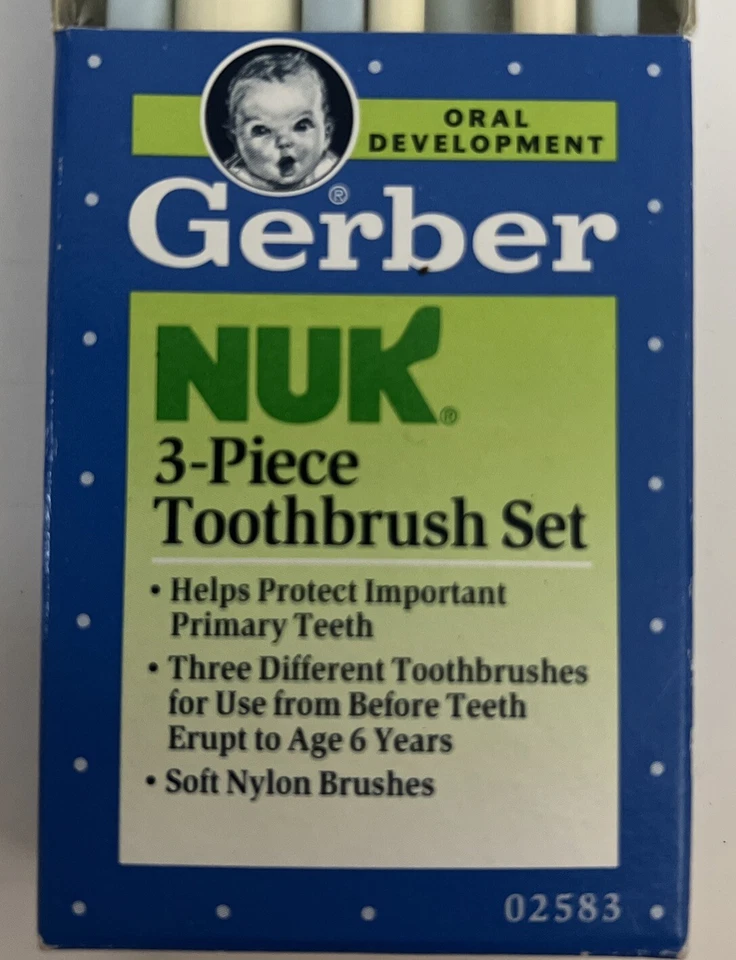 ORAL
DEVELOPMENT
Gerber®
NUK®
3-Piece
Toothbrush Set
• Helps Protect Important
Primary Teeth
• Three Different Toothbrushes
for Use from Before Teeth
Erupt to Age 6 Years
• Soft Nylon Brushes
02583